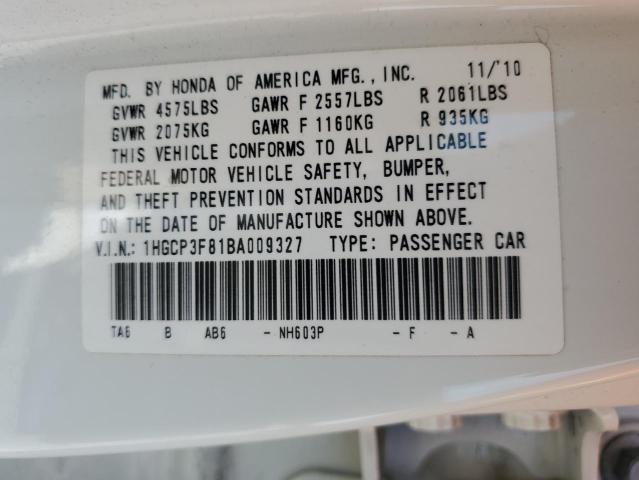 MFD. BY HONDA OF AMERICA MFG., INC. 11/'10
GVWR 4575LBS GAWR F 2557LBS R 2061LBS
GVWR 2075KG GAWR F 1160KG R 935KG
THIS VEHICLE CONFORMS TO ALL APPLICABLE
FEDERAL MOTOR VEHICLE SAFETY, BUMPER,
AND THEFT PREVENTION STANDARDS IN EFFECT
ON THE DATE OF MANUFACTURE SHOWN ABOVE.
V.I.N.: 1HGCP3F81BA009327 TYPE: PASSENGER CAR
TA6 B AB6 - NH603P - F - A